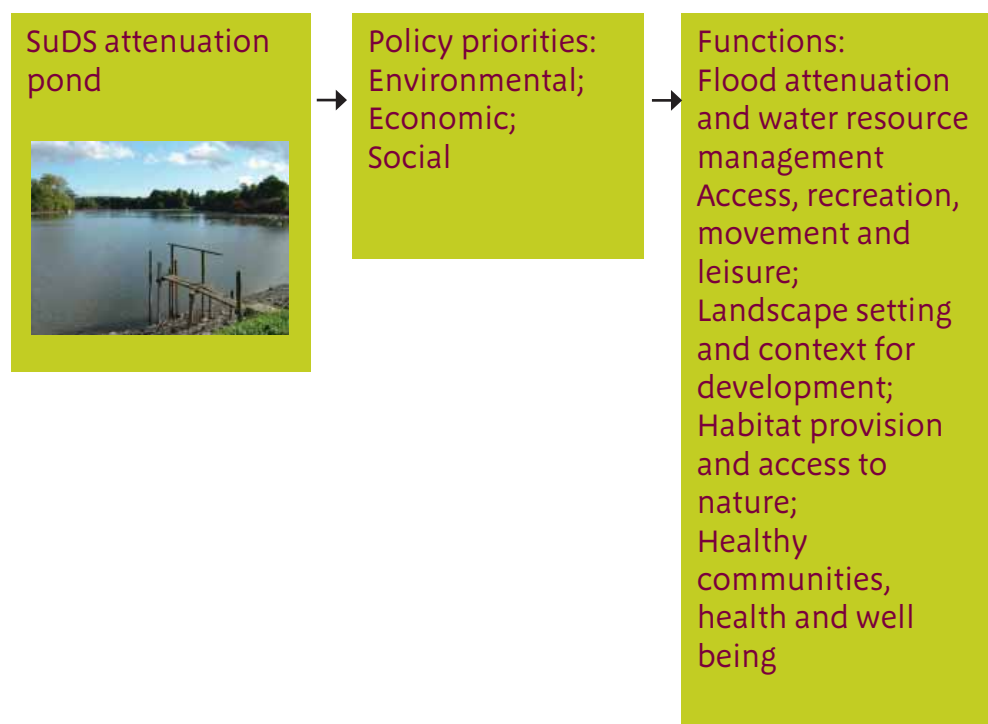 SuDS attenuation
pond
Policy priorities:
Environmental;
Economic;
Social
Functions:
Flood attenuation
and water resource
management
Access, recreation,
movement and
leisure;
Landscape setting
and context for
development;
Habitat provision
and access to
nature;
Healthy
communities,
health and well
being